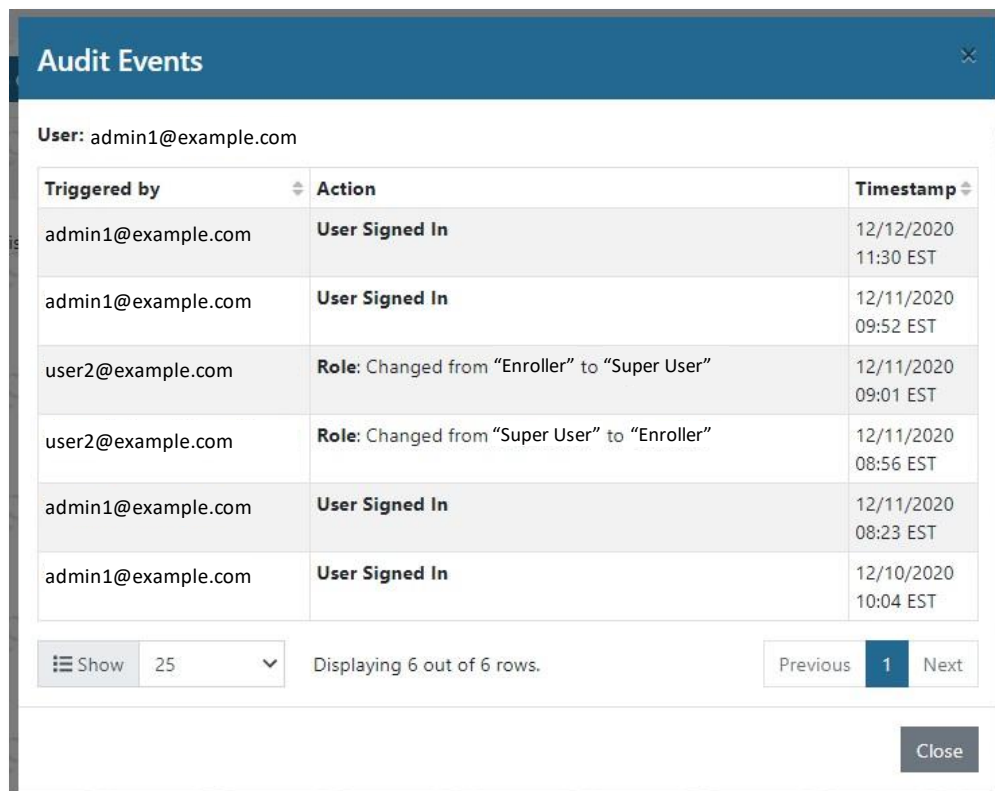 Audit Events
×
User: admin1@example.com
Triggered by Action Timestamp
admin1@example.com User Signed In 12/12/2020
11:30 EST
admin1@example.com User Signed In 12/11/2020
09:52 EST
user2@example.com Role: Changed from “Enroller” to “Super User” 12/11/2020
09:01 EST
user2@example.com Role: Changed from “Super User” to “Enroller” 12/11/2020
08:56 EST
admin1@example.com User Signed In 12/11/2020
08:23 EST
admin1@example.com User Signed In 12/10/2020
10:04 EST
Show 25 Displaying 6 out of 6 rows. Previous 1 Next
Close